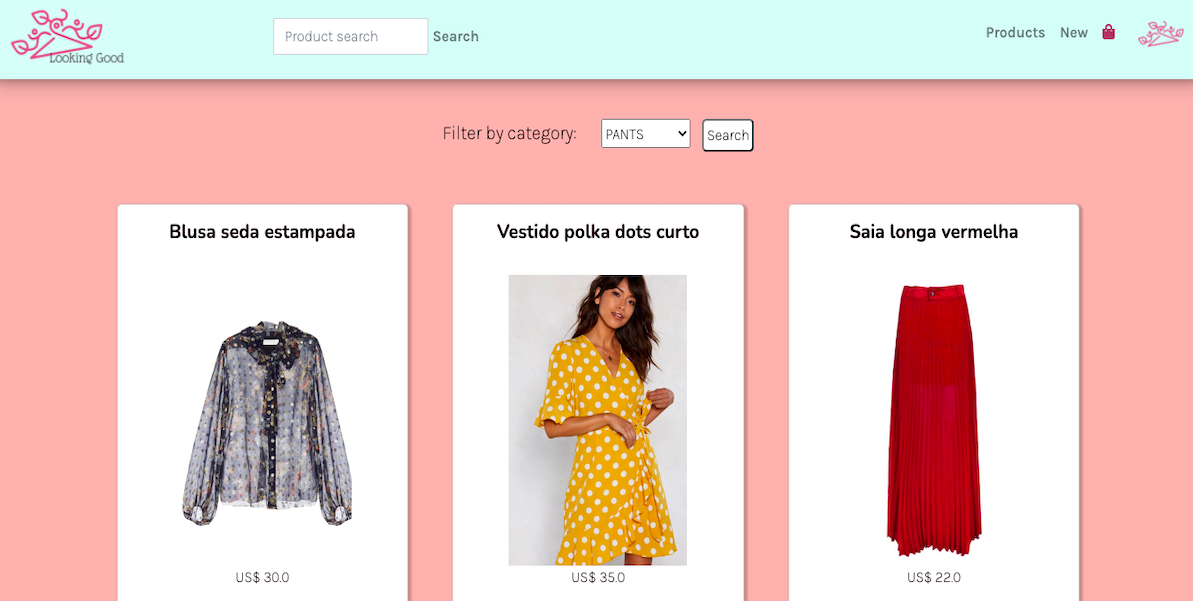 Looking Good
Product search
Search
Products
New
Filter by category:
PANTS
Search
Blusa seda estampada
Vestido polka dots curto
Saia longa vermelha
US$ 30.0
US$ 35.0
US$ 22.0